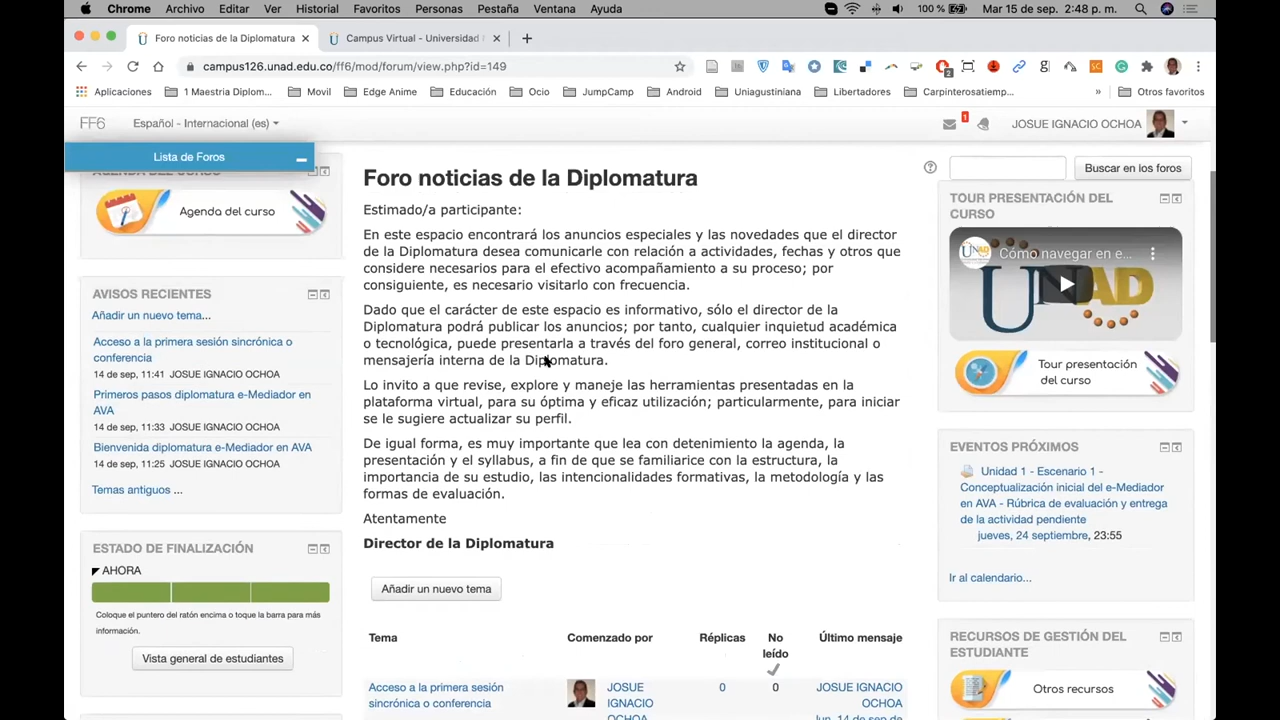 Chrome Archivo Editar Ver Historial Favoritos Personas Pestaña Ventana Ayuda 100 % Mar 15 de sep. 2:48 p. m.
Foro noticias de la Diplomatura Campus Virtual - Universidad
campus126.unad.edu.co/ff6/mod/forum/view.php?id=149
Aplicaciones 1 Maestria Diplom... Movil Edge Anime Educación Ocio JumpCamp Android Uniagustiniana Libertadores Carpinterosatiemp... » Otros favoritos
FF6 Español - Internacional (es) 1 JOSUE IGNACIO OCHOA
Lista de Foros
AGENDA DEL CURSO
Agenda del curso
AVISOS RECIENTES
Añadir un nuevo tema...
Acceso a la primera sesión sincrónica o
conferencia
14 de sep, 11:41 JOSUE IGNACIO OCHOA
Primeros pasos diplomatura e-Mediador en
AVA
14 de sep, 11:33 JOSUE IGNACIO OCHOA
Bienvenida diplomatura e-Mediador en AVA
14 de sep, 11:25 JOSUE IGNACIO OCHOA
Temas antiguos ...
ESTADO DE FINALIZACIÓN
AHORA
Coloque el puntero del ratón encima o toque la barra para más
información.
Vista general de estudiantes
Foro noticias de la Diplomatura
Estimado/a participante:
En este espacio encontrará los anuncios especiales y las novedades que el director
de la Diplomatura desea comunicarle con relación a actividades, fechas y otros que
considere necesarios para el efectivo acompañamiento a su proceso; por
consiguiente, es necesario visitarlo con frecuencia.
Dado que el carácter de este espacio es informativo, sólo el director de la
Diplomatura podrá publicar los anuncios; por tanto, cualquier inquietud académica
o tecnológica, puede presentarla a través del foro general, correo institucional o
mensajería interna de la Diplomatura.
Lo invito a que revise, explore y maneje las herramientas presentadas en la
plataforma virtual, para su óptima y eficaz utilización; particularmente, para iniciar
se le sugiere actualizar su perfil.
De igual forma, es muy importante que lea con detenimiento la agenda, la
presentación y el syllabus, a fin de que se familiarice con la estructura, la
importancia de su estudio, las intencionalidades formativas, la metodología y las
formas de evaluación.
Atentamente
Director de la Diplomatura
Añadir un nuevo tema
Tema Comenzado por Réplicas No Último mensaje
leído
Acceso a la primera sesión JOSUE 0 0 JOSUE IGNACIO
sincrónica o conferencia IGNACIO OCHOA
OCHOA lun, 14 de sep de
Buscar en los foros
TOUR PRESENTACIÓN DEL
CURSO
UNAD
Cómo navegar en e...
Tour presentación
del curso
EVENTOS PRÓXIMOS
Unidad 1 - Escenario 1 -
Conceptualización inicial del e-Mediador
en AVA - Rúbrica de evaluación y entrega
de la actividad pendiente
jueves, 24 septiembre, 23:55
Ir al calendario...
RECURSOS DE GESTIÓN DEL
ESTUDIANTE
Otros recursos